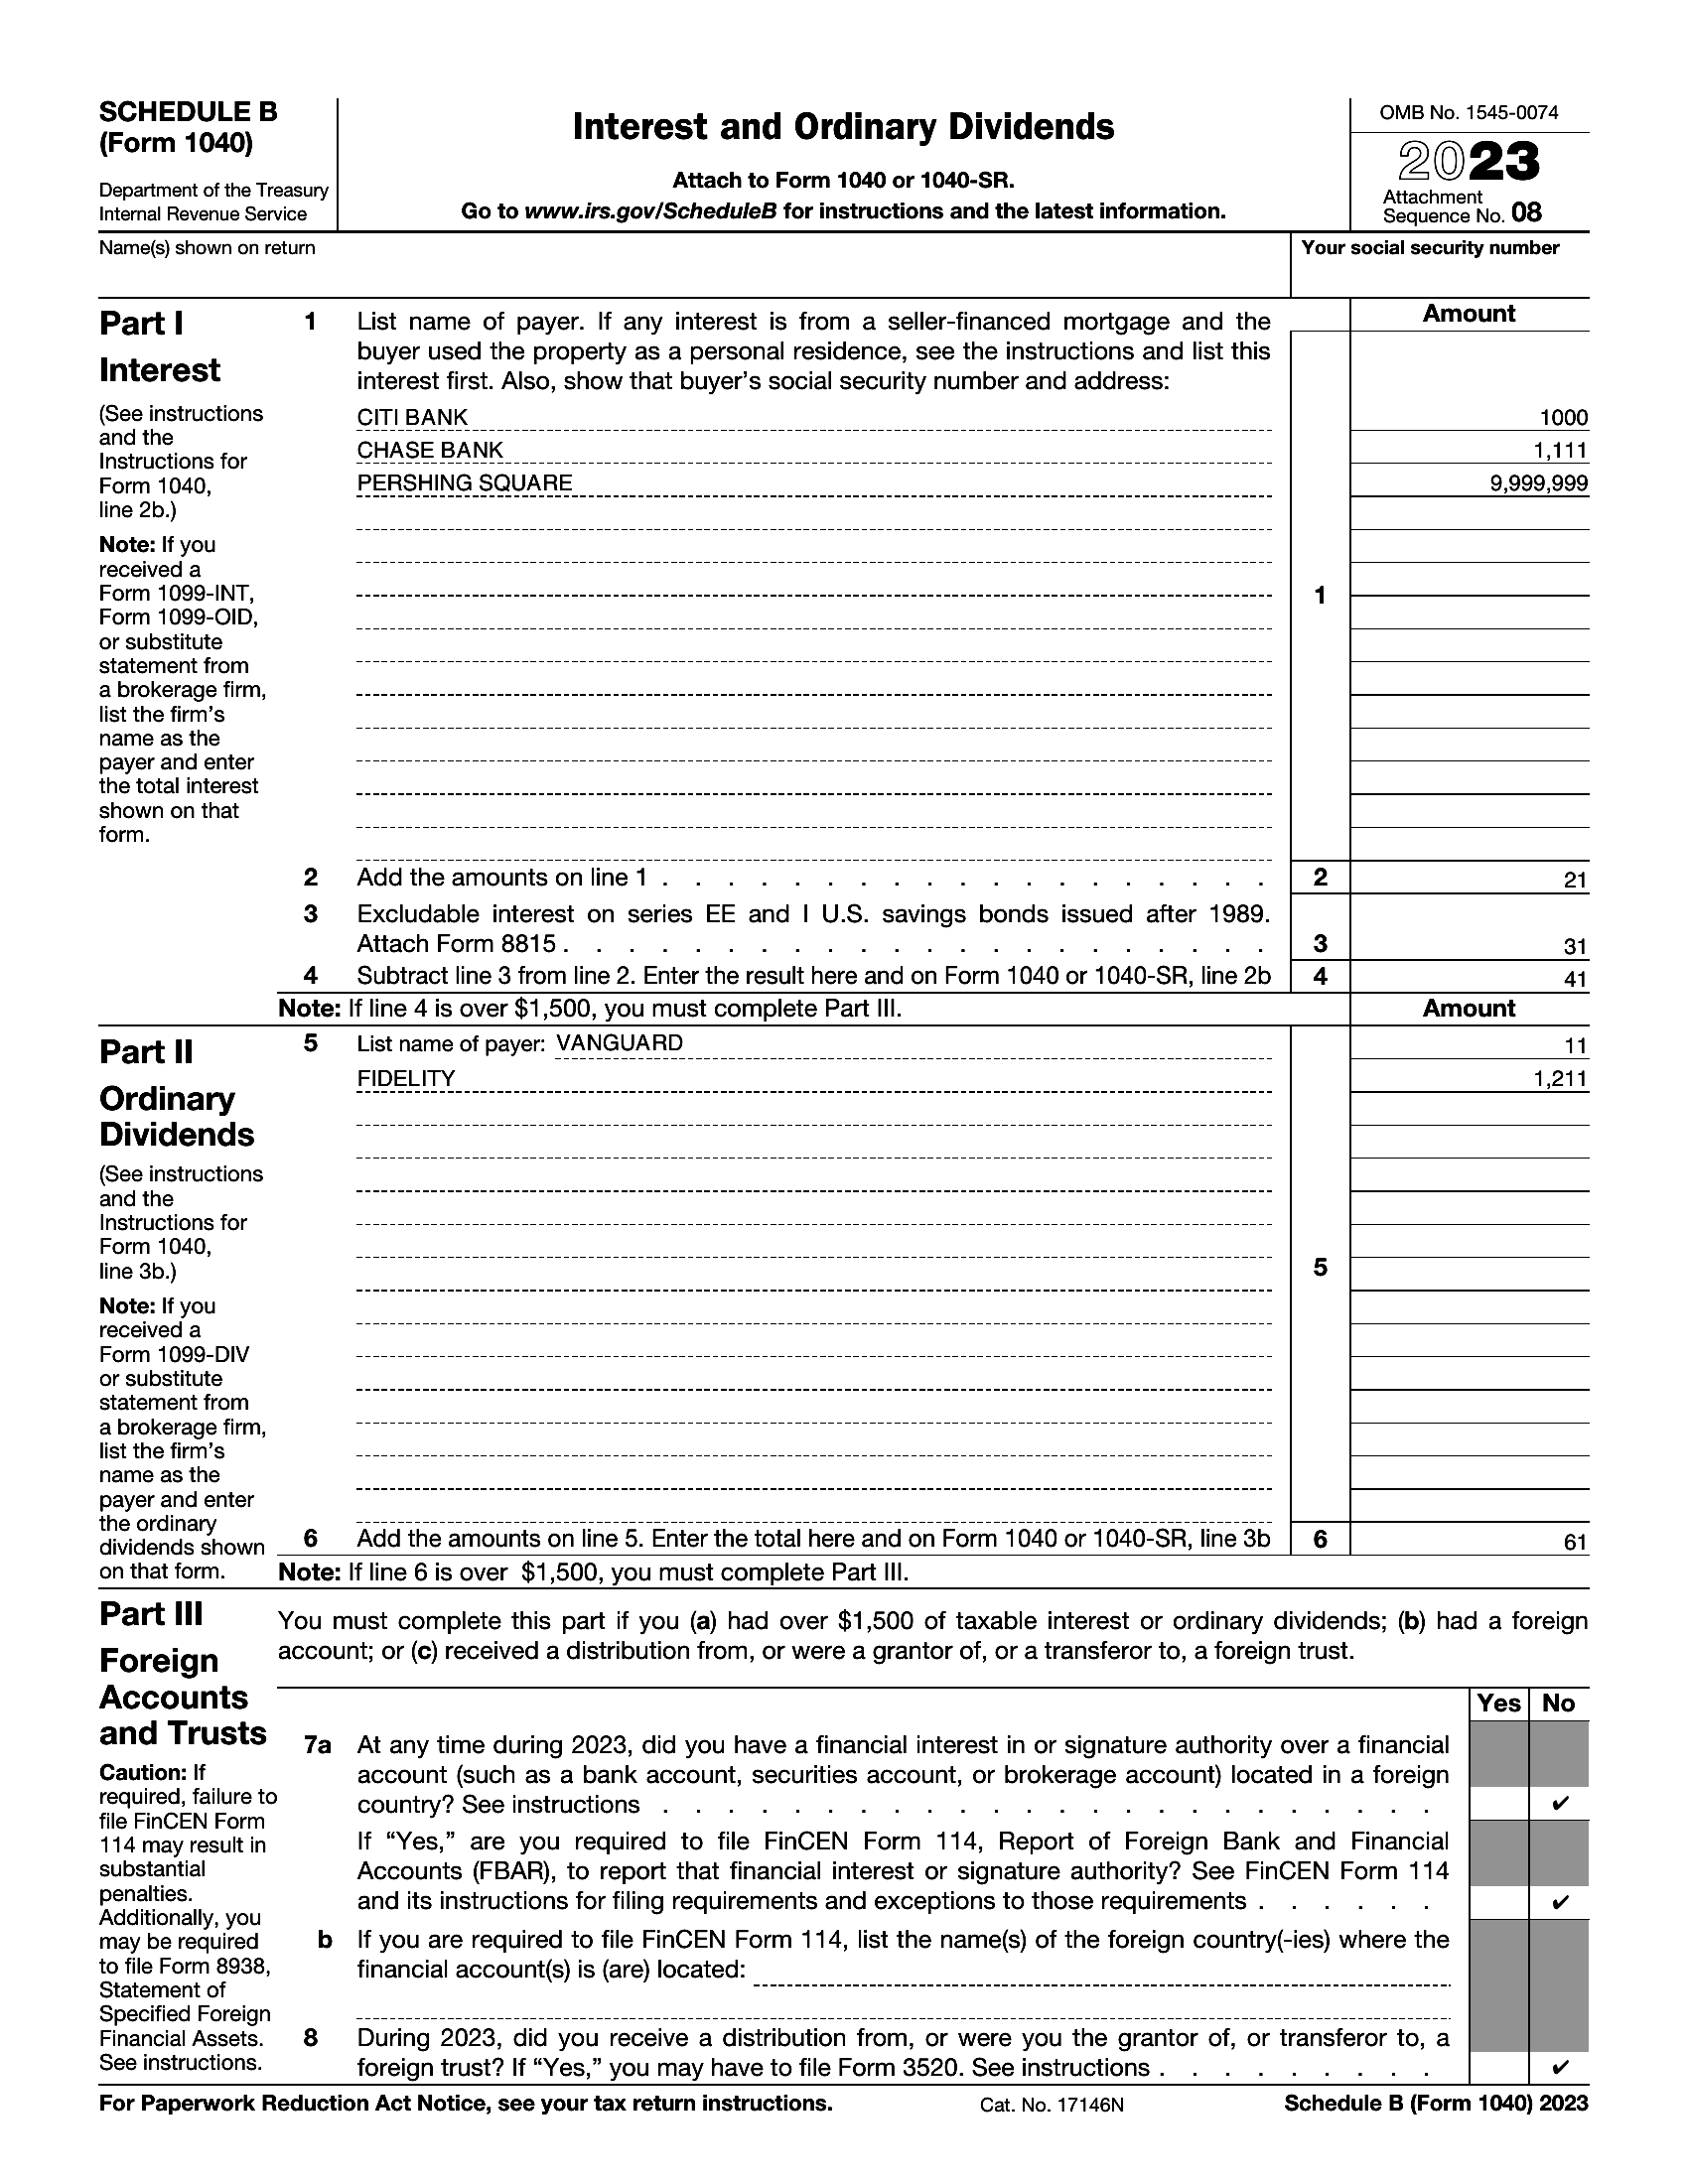 SCHEDULE B
(Form 1040)
Department of the Treasury
Internal Revenue Service
Interest and Ordinary Dividends
Attach to Form 1040 or 1040-SR.
Go to www.irs.gov/ScheduleB for instructions and the latest information.
OMB No. 1545-0074
2023
Attachment
Sequence No. 08
Name(s) shown on return
Your social security number
Part I
Interest
(See instructions
and the
Instructions for
Form 1040,
line 2b.)
Note: If you
received a
Form 1099-INT,
Form 1099-OID,
or substitute
statement from
a brokerage firm,
list the firm's
name as the
payer and enter
the total interest
shown on that
form.
1 List name of payer. If any interest is from a seller-financed mortgage and the
buyer used the property as a personal residence, see the instructions and list this
interest first. Also, show that buyer's social security number and address:
Amount
CITI BANK 1000
CHASE BANK 1,111
PERSHING SQUARE 9,999,999
1
2 Add the amounts on line 1 . . . . . . . . . . . . . . . . . . . 2 21
3 Excludable interest on series EE and I U.S. savings bonds issued after 1989.
Attach Form 8815 . . . . . . . . . . . . . . . . . . . . . . 3 31
4 Subtract line 3 from line 2. Enter the result here and on Form 1040 or 1040-SR, line 2b 4 41
Note: If line 4 is over $1,500, you must complete Part III. Amount
Part II
Ordinary
Dividends
(See instructions
and the
Instructions for
Form 1040,
line 3b.)
Note: If you
received a
Form 1099-DIV
or substitute
statement from
a brokerage firm,
list the firm's
name as the
payer and enter
the ordinary
dividends shown
on that form.
5 List name of payer: VANGUARD 11
FIDELITY 1,211
5
6 Add the amounts on line 5. Enter the total here and on Form 1040 or 1040-SR, line 3b 6 61
Note: If line 6 is over $1,500, you must complete Part III.
Part III
Foreign
Accounts
and Trusts
Caution: If
required, failure to
file FinCEN Form
114 may result in
substantial
penalties.
Additionally, you
may be required
to file Form 8938,
Statement of
Specified Foreign
Financial Assets.
See instructions.
You must complete this part if you (a) had over $1,500 of taxable interest or ordinary dividends; (b) had a foreign
account; or (c) received a distribution from, or were a grantor of, or a transferor to, a foreign trust.
Yes No
7a At any time during 2023, did you have a financial interest in or signature authority over a financial
account (such as a bank account, securities account, or brokerage account) located in a foreign
country? See instructions . . . . . . . . . . . . . . . . . . . . . . . . ✔
If "Yes," are you required to file FinCEN Form 114, Report of Foreign Bank and Financial
Accounts (FBAR), to report that financial interest or signature authority? See FinCEN Form 114
and its instructions for filing requirements and exceptions to those requirements . . . . . . ✔
b If you are required to file FinCEN Form 114, list the name(s) of the foreign country(-ies) where the
financial account(s) is (are) located:
8 During 2023, did you receive a distribution from, or were you the grantor of, or transferor to, a
foreign trust? If "Yes," you may have to file Form 3520. See instructions . . . . . . . . . ✔
For Paperwork Reduction Act Notice, see your tax return instructions. Cat. No. 17146N Schedule B (Form 1040) 2023